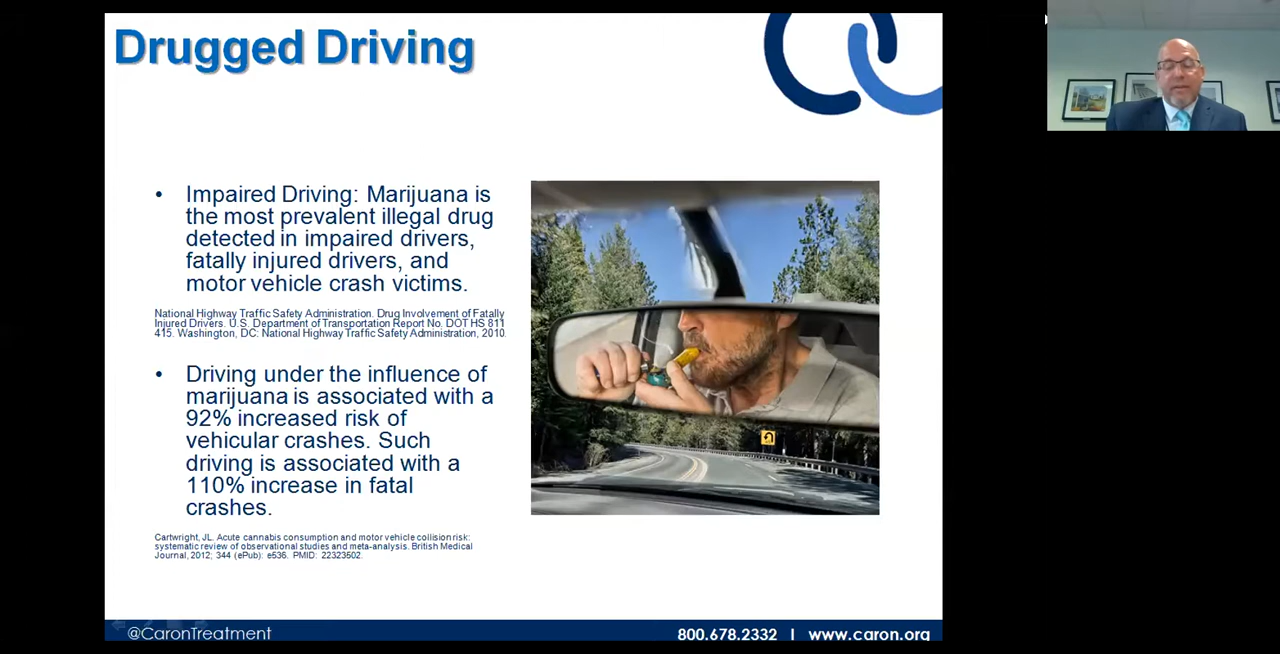 Drugged Driving
• Impaired Driving: Marijuana is
the most prevalent illegal drug
detected in impaired drivers,
fatally injured drivers, and
motor vehicle crash victims.
National Highway Traffic Safety Administration. Drug Involvement of Fatally
Injured Drivers. U.S. Department of Transportation Report No. DOT HS 811
415. Washington, DC: National Highway Traffic Safety Administration, 2010.
• Driving under the influence of
marijuana is associated with a
92% increased risk of
vehicular crashes. Such
driving is associated with a
110% increase in fatal
crashes.
Cartwright, JL. Acute cannabis consumption and motor vehicle collision risk:
systematic review of observational studies and meta-analysis. British Medical
Journal, 2012; 344 (ePub): e536. PMID: 22323502.
@CaronTreatment
800.678.2332 | www.caron.org